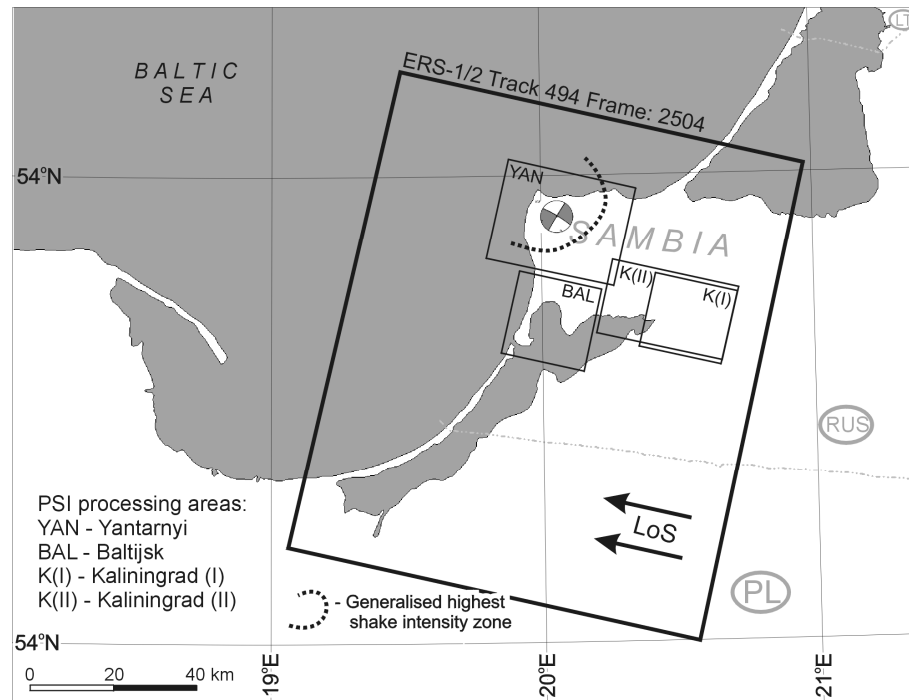 BALTIC
SEA
LT
ERS-1/2 Track 494 Frame: 2504
54°N
YAN
SAMBIA
K(II)
BAL
K(I)
RUS
PSI processing areas:
YAN - Yantarnyi
BAL - Baltijsk
K(I) - Kaliningrad (I)
K(II) - Kaliningrad (II)
LoS
PL
- Generalised highest
shake intensity zone
54°N
0 20 40 km
19°E
20°E
21°E